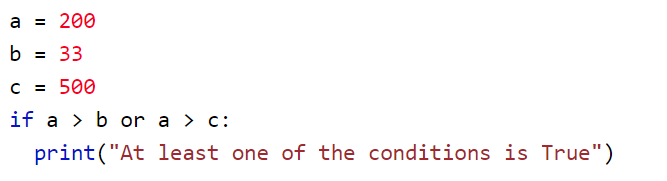 a = 200
b = 33
c = 500
if a > b or a > c:
  print("At least one of the conditions is True")